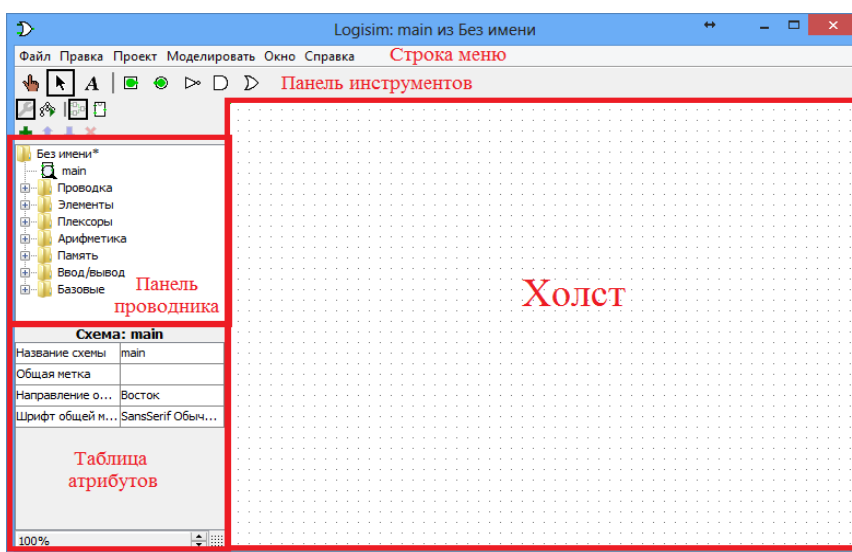 Logisim: main из Без имени
Файл Правка Проект Моделировать Окно Справка
Строка меню
A
Панель инструментов
Без имени*
main
Проводка
Элементы
Плексоры
Арифметика
Память
Ввод/вывод
Базовые
Панель
проводника
Холст
Схема: main
Название схемы main
Общая метка
Направление о... Восток
Шрифт общей м... SansSerif Обыч...
Таблица
атрибутов
100%